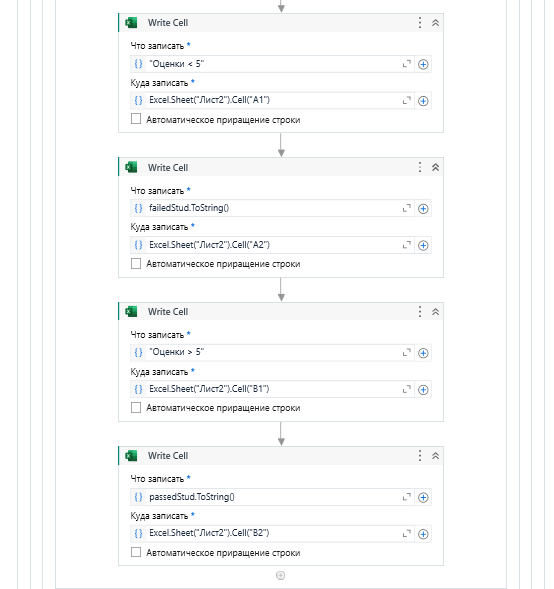 Write Cell
Что записать *
"Оценки < 5"
Куда записать *
Excel.Sheet("Лист2").Cell("A1")
Автоматическое приращение строки
Write Cell
Что записать *
failedStud.ToString()
Куда записать *
Excel.Sheet("Лист2").Cell("A2")
Автоматическое приращение строки
Write Cell
Что записать *
"Оценки > 5"
Куда записать *
Excel.Sheet("Лист2").Cell("B1")
Автоматическое приращение строки
Write Cell
Что записать *
passedStud.ToString()
Куда записать *
Excel.Sheet("Лист2").Cell("B2")
Автоматическое приращение строки